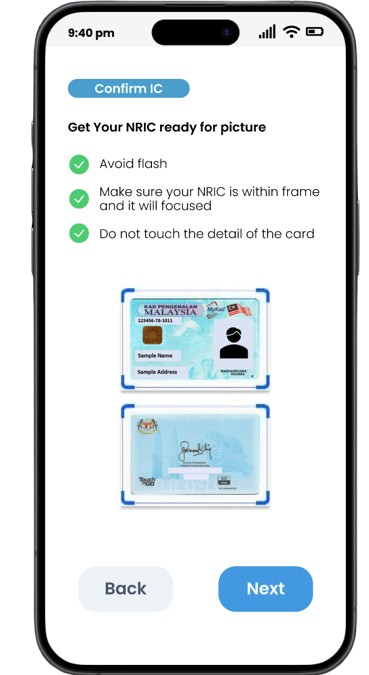 9:40 pm
Confirm IC
Get Your NRIC ready for picture
Avoid flash
Make sure your NRIC is within frame
and it will focused
Do not touch the detail of the card
KAD PENGENALAN
MALAYSIA
MyKad
123456-78-1011
Sample Name
Sample Address
WARGANEGARA
Touch
'n GO
MALAYSIA
Back
Next